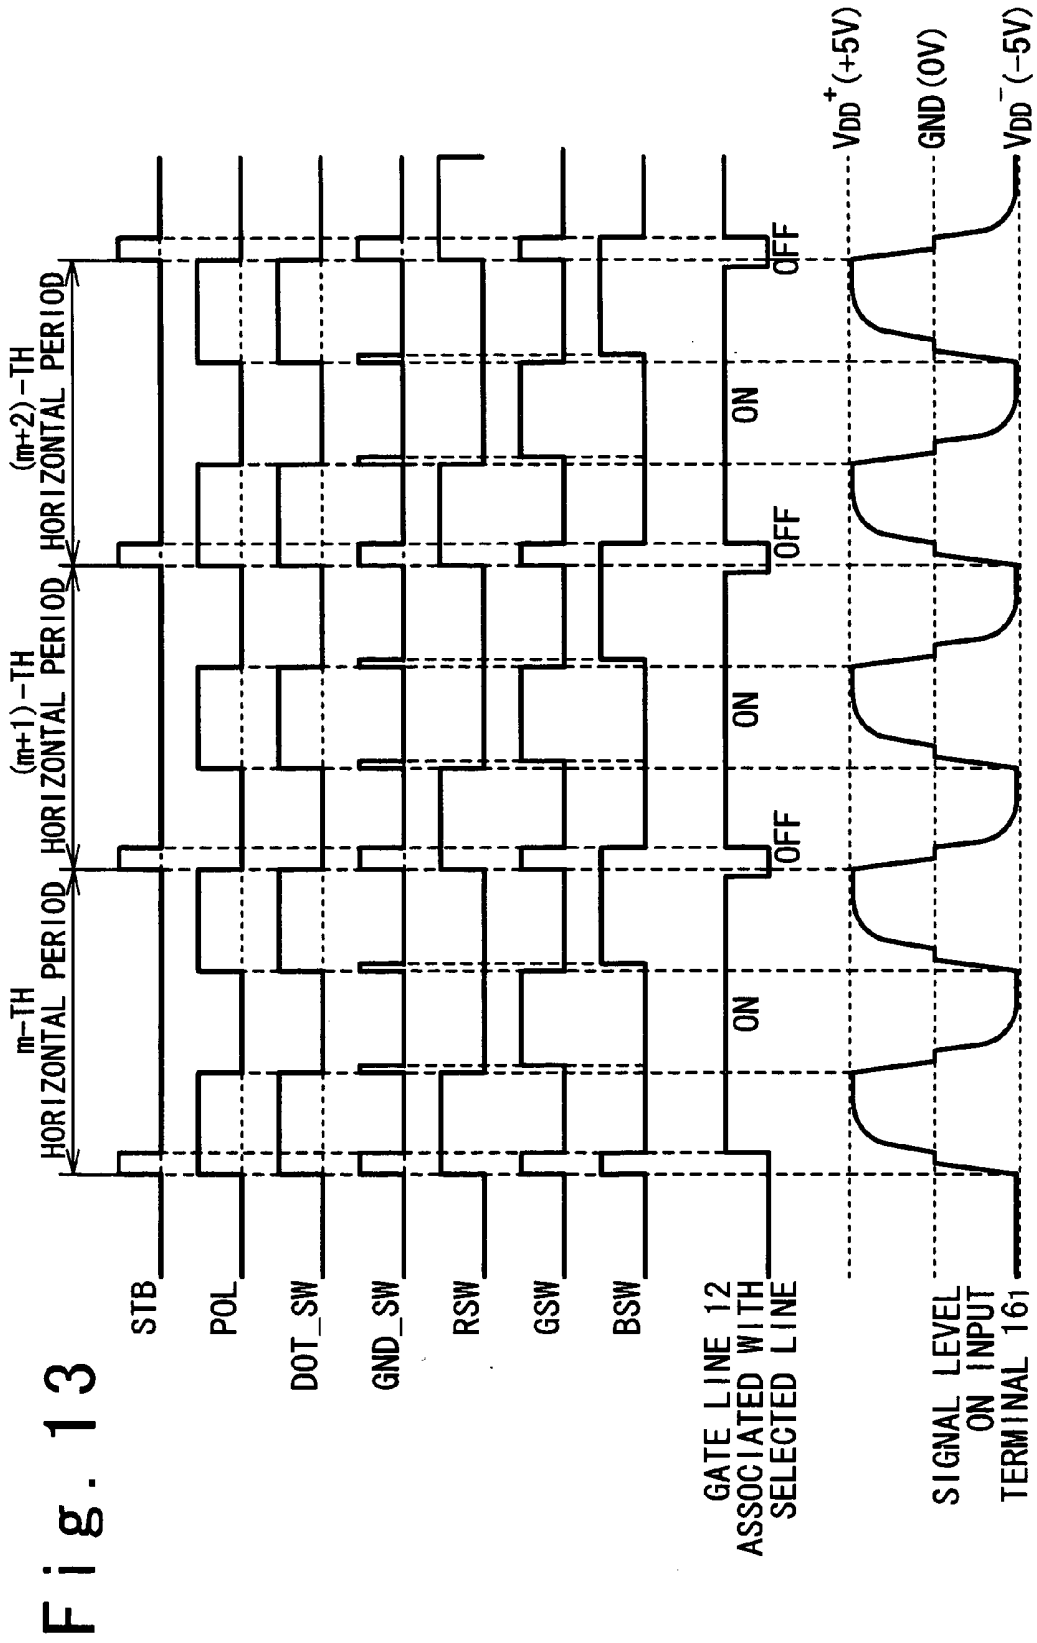 Fig. 13
m-TH
HORIZONTAL PERIOD
(m+1)-TH
HORIZONTAL PERIOD
(m+2)-TH
HORIZONTAL PERIOD
STB
POL
DOT_SW
GND_SW
RSW
GSW
BSW
GATE LINE 12
ASSOCIATED WITH
SELECTED LINE
ON
OFF
ON
OFF
ON
OFF
SIGNAL LEVEL
ON INPUT
TERMINAL 16₁
VDD⁺(+5V)
GND(0V)
VDD⁻(-5V)